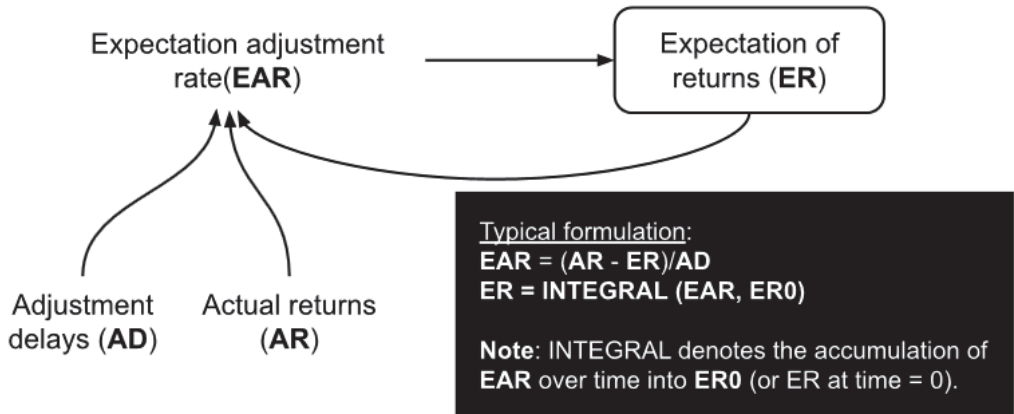 Expectation adjustment
rate(EAR)
Expectation of
returns (ER)
Adjustment
delays (AD)
Actual returns
(AR)
Typical formulation:
EAR = (AR - ER)/AD
ER = INTEGRAL (EAR, ER0)
Note: INTEGRAL denotes the accumulation of
EAR over time into ER0 (or ER at time = 0).